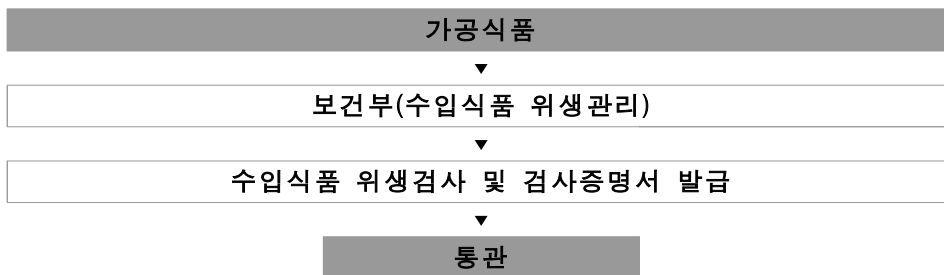 가공식품
▼
보건부(수입식품 위생관리)
▼
수입식품 위생검사 및 검사증명서 발급
▼
통관